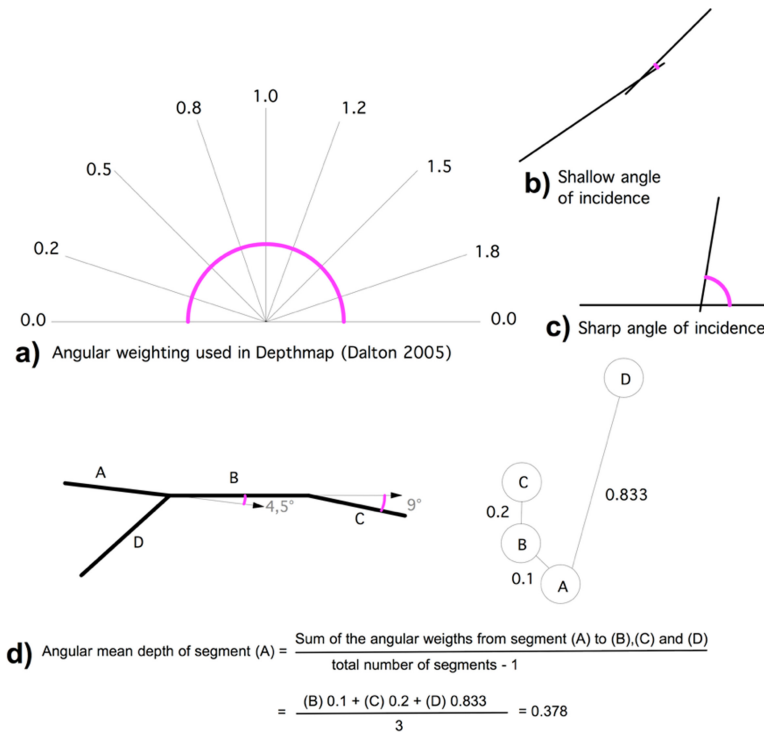 1.0
0.8
1.2
0.5
1.5
0.2
1.8
0.0
0.0
a) Angular weighting used in Depthmap (Dalton 2005)
b) Shallow angle
of incidence
c) Sharp angle of incidence
A
B
4,5°
9°
C
D
D
C
0.833
0.2
B
0.1
A
d) Angular mean depth of segment (A) =
Sum of the angular weigths from segment (A) to (B),(C) and (D)
total number of segments - 1
=
(B) 0.1 + (C) 0.2 + (D) 0.833
3
= 0.378